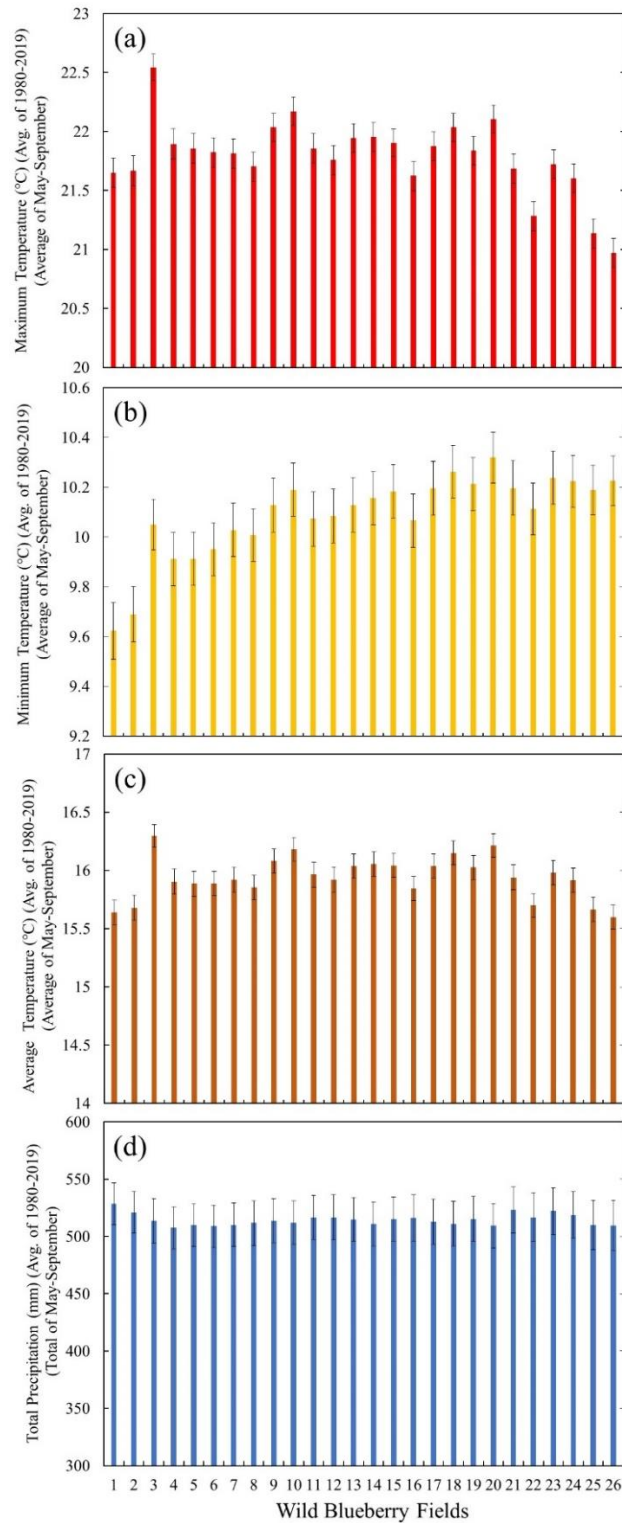 (a)
Maximum Temperature (°C) (Avg. of 1980-2019)
(Average of May-September)
23
22.5
22
21.5
21
20.5
20
(b)
Minimum Temperature (°C) (Avg. of 1980-2019)
(Average of May-September)
10.6
10.4
10.2
10
9.8
9.6
9.4
9.2
(c)
Average Temperature (°C) (Avg. of 1980-2019)
(Average of May-September)
17
16.5
16
15.5
15
14.5
14
(d)
Total Precipitation (mm) (Avg. of 1980-2019)
(Total of May-September)
600
550
500
450
400
350
300
1 2 3 4 5 6 7 8 9 10 11 12 13 14 15 16 17 18 19 20 21 22 23 24 25 26
Wild Blueberry Fields